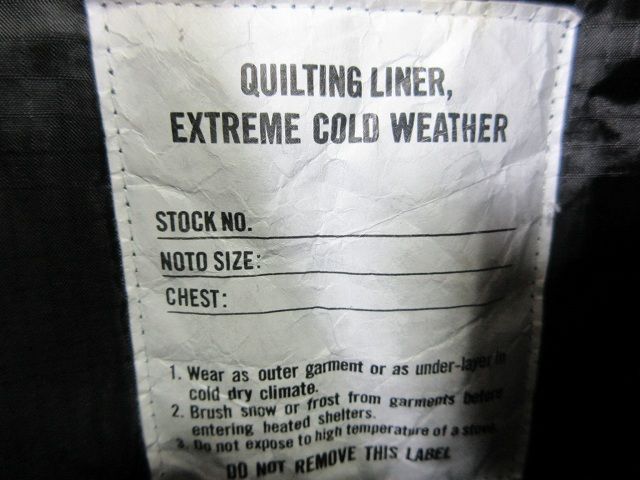 QUILTING LINER,
EXTREME COLD WEATHER
STOCK NO.
NOTO SIZE:
CHEST:
1. Wear as outer garment or as under-layer in
cold dry climate.
2. Brush snow or frost from garments before
entering heated shelters.
3. Do not expose to high temperature of a stove.
DO NOT REMOVE THIS LABEL